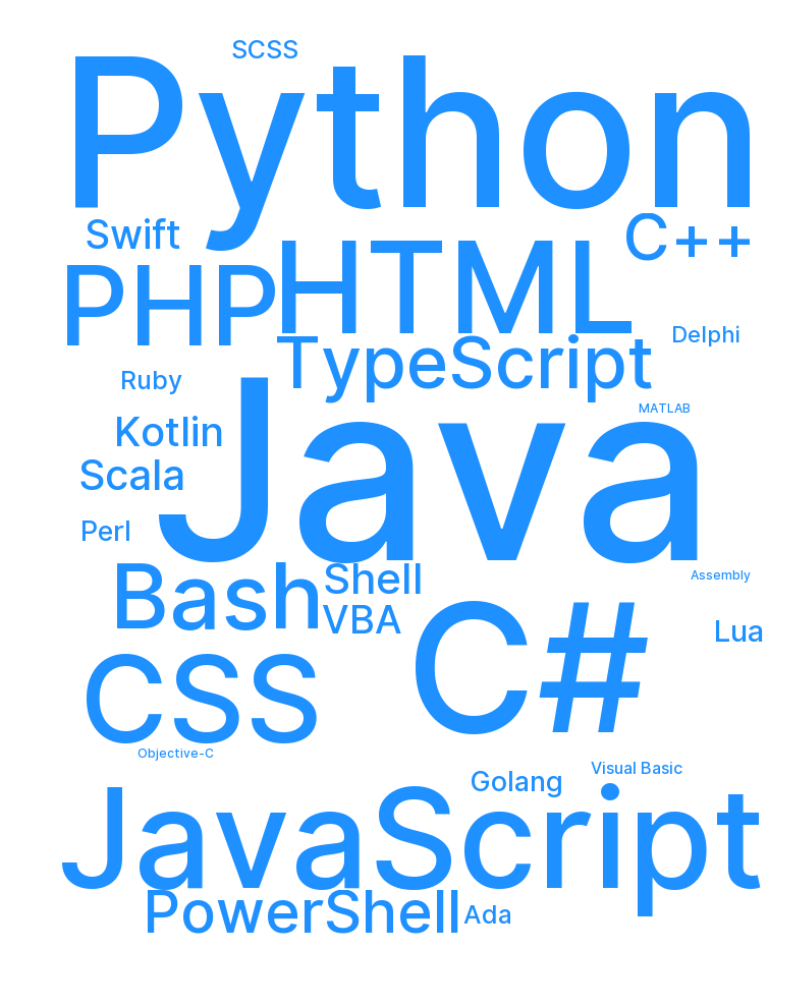 SCSS
Python
Swift
C++
PHP
HTML
Delphi
TypeScript
Ruby
MATLAB
Kotlin
Java
Scala
Perl
Bash
Shell
Assembly
VBA
Lua
C#
CSS
Objective-C
Visual Basic
Golang
JavaScript
PowerShell
Ada